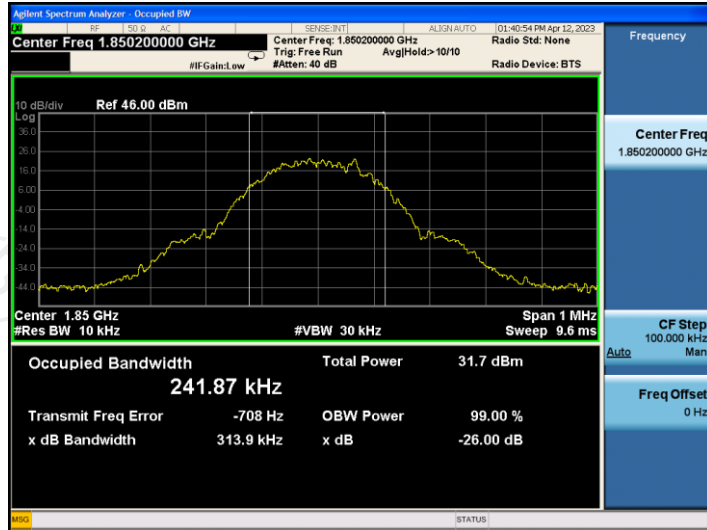 Agilent Spectrum Analyzer - Occupied BW
RF 50 Ω AC SENSE:INT ALIGN AUTO 01:40:54 PM Apr 12, 2023
Center Freq 1.850200000 GHz Center Freq: 1.850200000 GHz Radio Std: None
Trig: Free Run Avg|Hold:> 10/10
#IFGain:Low #Atten: 40 dB Radio Device: BTS
10 dB/div Ref 46.00 dBm
Log
36.0
26.0
16.0
6.00
-4.00
-14.0
-24.0
-34.0
-44.0
Center 1.85 GHz Span 1 MHz
#Res BW 10 kHz #VBW 30 kHz Sweep 9.6 ms
Occupied Bandwidth Total Power 31.7 dBm
241.87 kHz
Transmit Freq Error -708 Hz OBW Power 99.00 %
x dB Bandwidth 313.9 kHz x dB -26.00 dB
MSG STATUS
Frequency
Center Freq
1.850200000 GHz
CF Step
100.000 kHz
Auto Man
Freq Offset
0 Hz